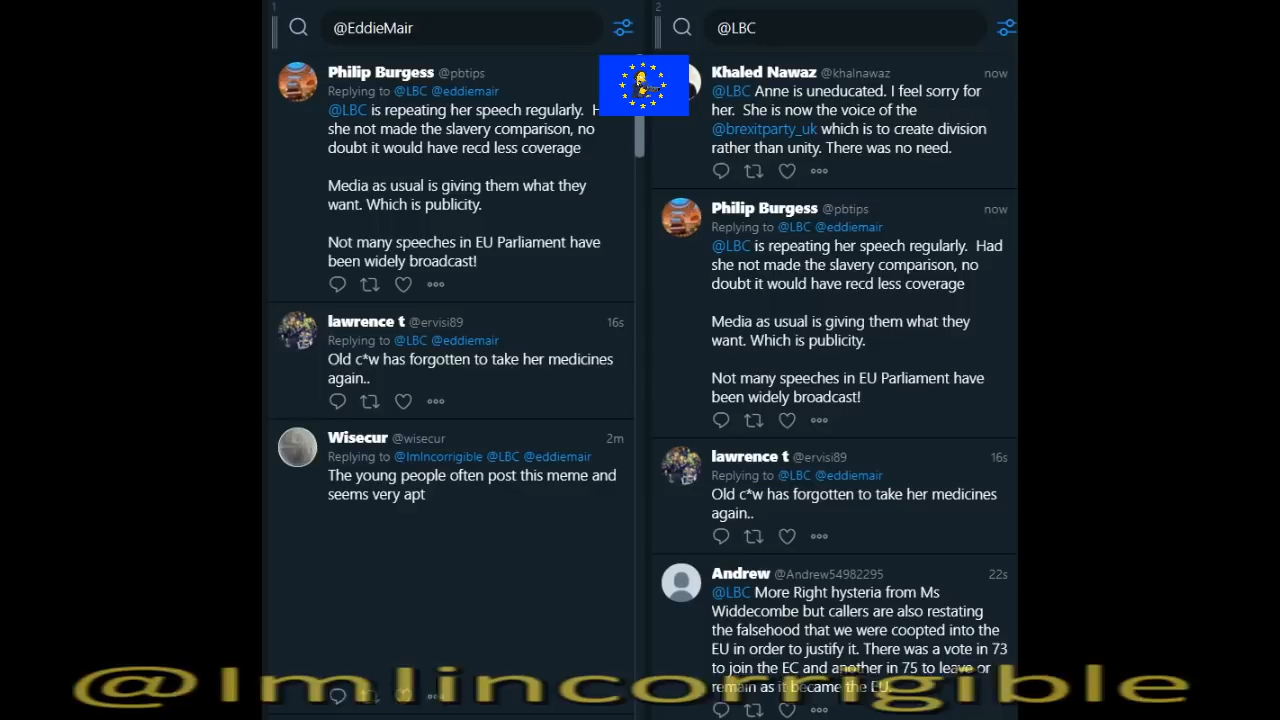 1
@EddieMair
Philip Burgess @pbtips
Replying to @LBC @eddiemair
@LBC is repeating her speech regularly. H
she not made the slavery comparison, no
doubt it would have recd less coverage
Media as usual is giving them what they
want. Which is publicity.
Not many speeches in EU Parliament have
been widely broadcast!
lawrence t @ervisi89 16s
Replying to @LBC @eddiemair
Old c*w has forgotten to take her medicines
again..
Wisecur @wisecur 2m
Replying to @ImIncorrigible @LBC @eddiemair
The young people often post this meme and
seems very apt
2
@LBC
Khaled Nawaz @khalnawaz now
@LBC Anne is uneducated. I feel sorry for
her. She is now the voice of the
@brexitparty_uk which is to create division
rather than unity. There was no need.
Philip Burgess @pbtips now
Replying to @LBC @eddiemair
@LBC is repeating her speech regularly. Had
she not made the slavery comparison, no
doubt it would have recd less coverage
Media as usual is giving them what they
want. Which is publicity.
Not many speeches in EU Parliament have
been widely broadcast!
lawrence t @ervisi89 16s
Replying to @LBC @eddiemair
Old c*w has forgotten to take her medicines
again..
Andrew @Andrew54982295 22s
@LBC More Right hysteria from Ms
Widdecombe but callers are also restating
the falsehood that we were coopted into the
EU in order to justify it. There was a vote in 73
to join the EC and another in 75 to leave or
remain as it became the EU.
@ImIincorrigible